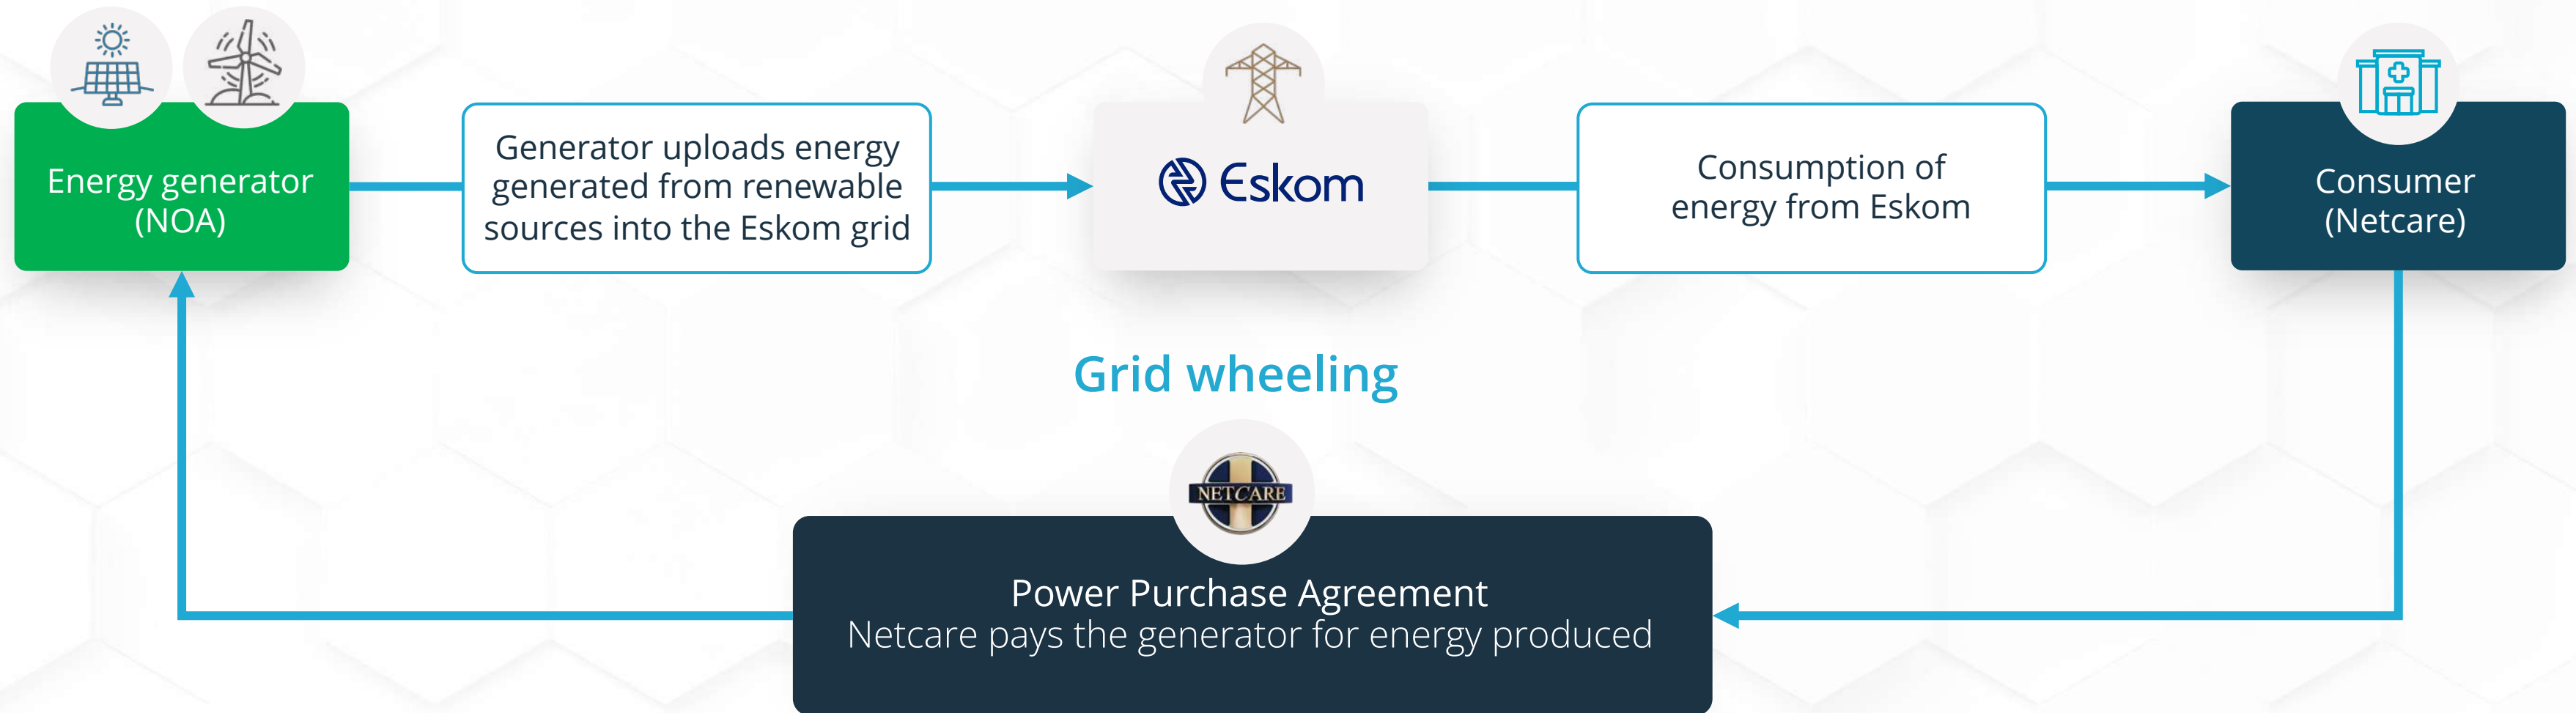 Energy generator
(NOA)
Generator uploads energy
generated from renewable
sources into the Eskom grid
Eskom
Consumption of
energy from Eskom
Consumer
(Netcare)
Grid wheeling
NETCARE
Power Purchase Agreement
Netcare pays the generator for energy produced